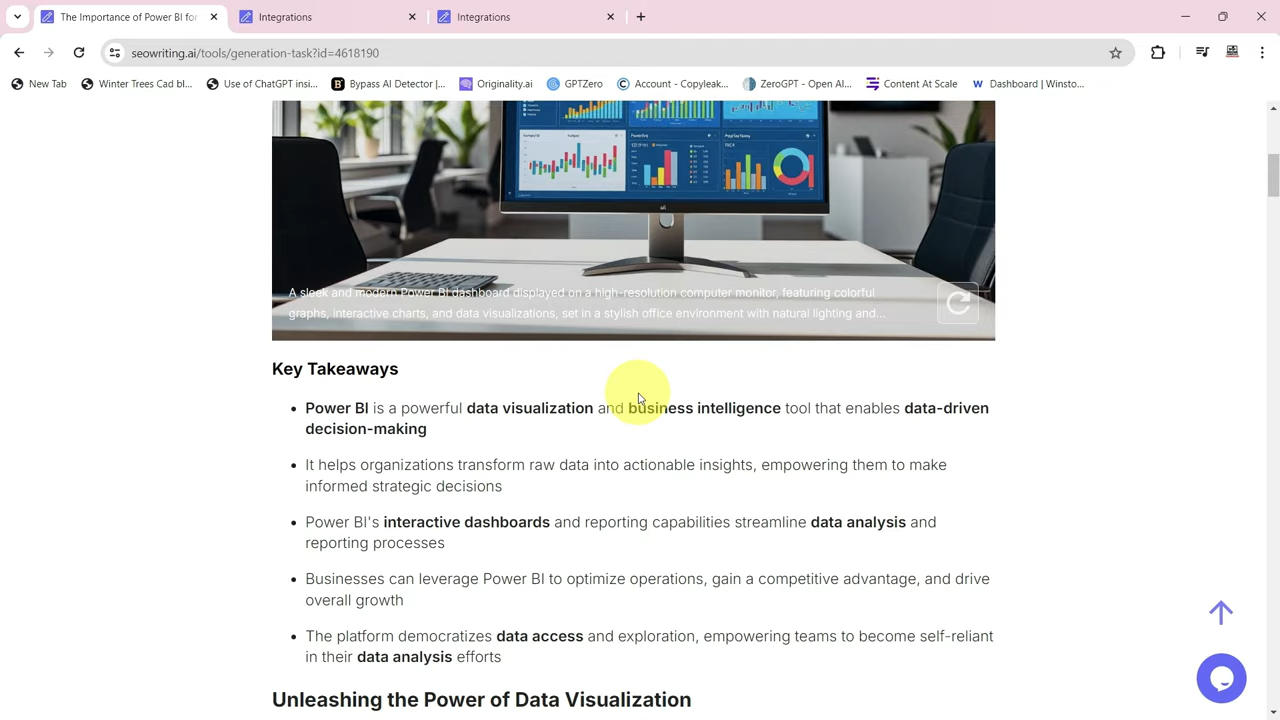 The Importance of Power BI for
Integrations
Integrations
seowriting.ai/tools/generation-task?id=4618190
New Tab
Winter Trees Cad bl...
Use of ChatGPT insi...
Bypass AI Detector |...
Originality.ai
GPTZero
Account - Copyleak...
ZeroGPT - Open AI...
Content At Scale
Dashboard | Winsto...
A sleek and modern Power BI dashboard displayed on a high-resolution computer monitor, featuring colorful
graphs, interactive charts, and data visualizations, set in a stylish office environment with natural lighting and...
Key Takeaways
• Power BI is a powerful data visualization and business intelligence tool that enables data-driven
decision-making
• It helps organizations transform raw data into actionable insights, empowering them to make
informed strategic decisions
• Power BI's interactive dashboards and reporting capabilities streamline data analysis and
reporting processes
• Businesses can leverage Power BI to optimize operations, gain a competitive advantage, and drive
overall growth
• The platform democratizes data access and exploration, empowering teams to become self-reliant
in their data analysis efforts
Unleashing the Power of Data Visualization